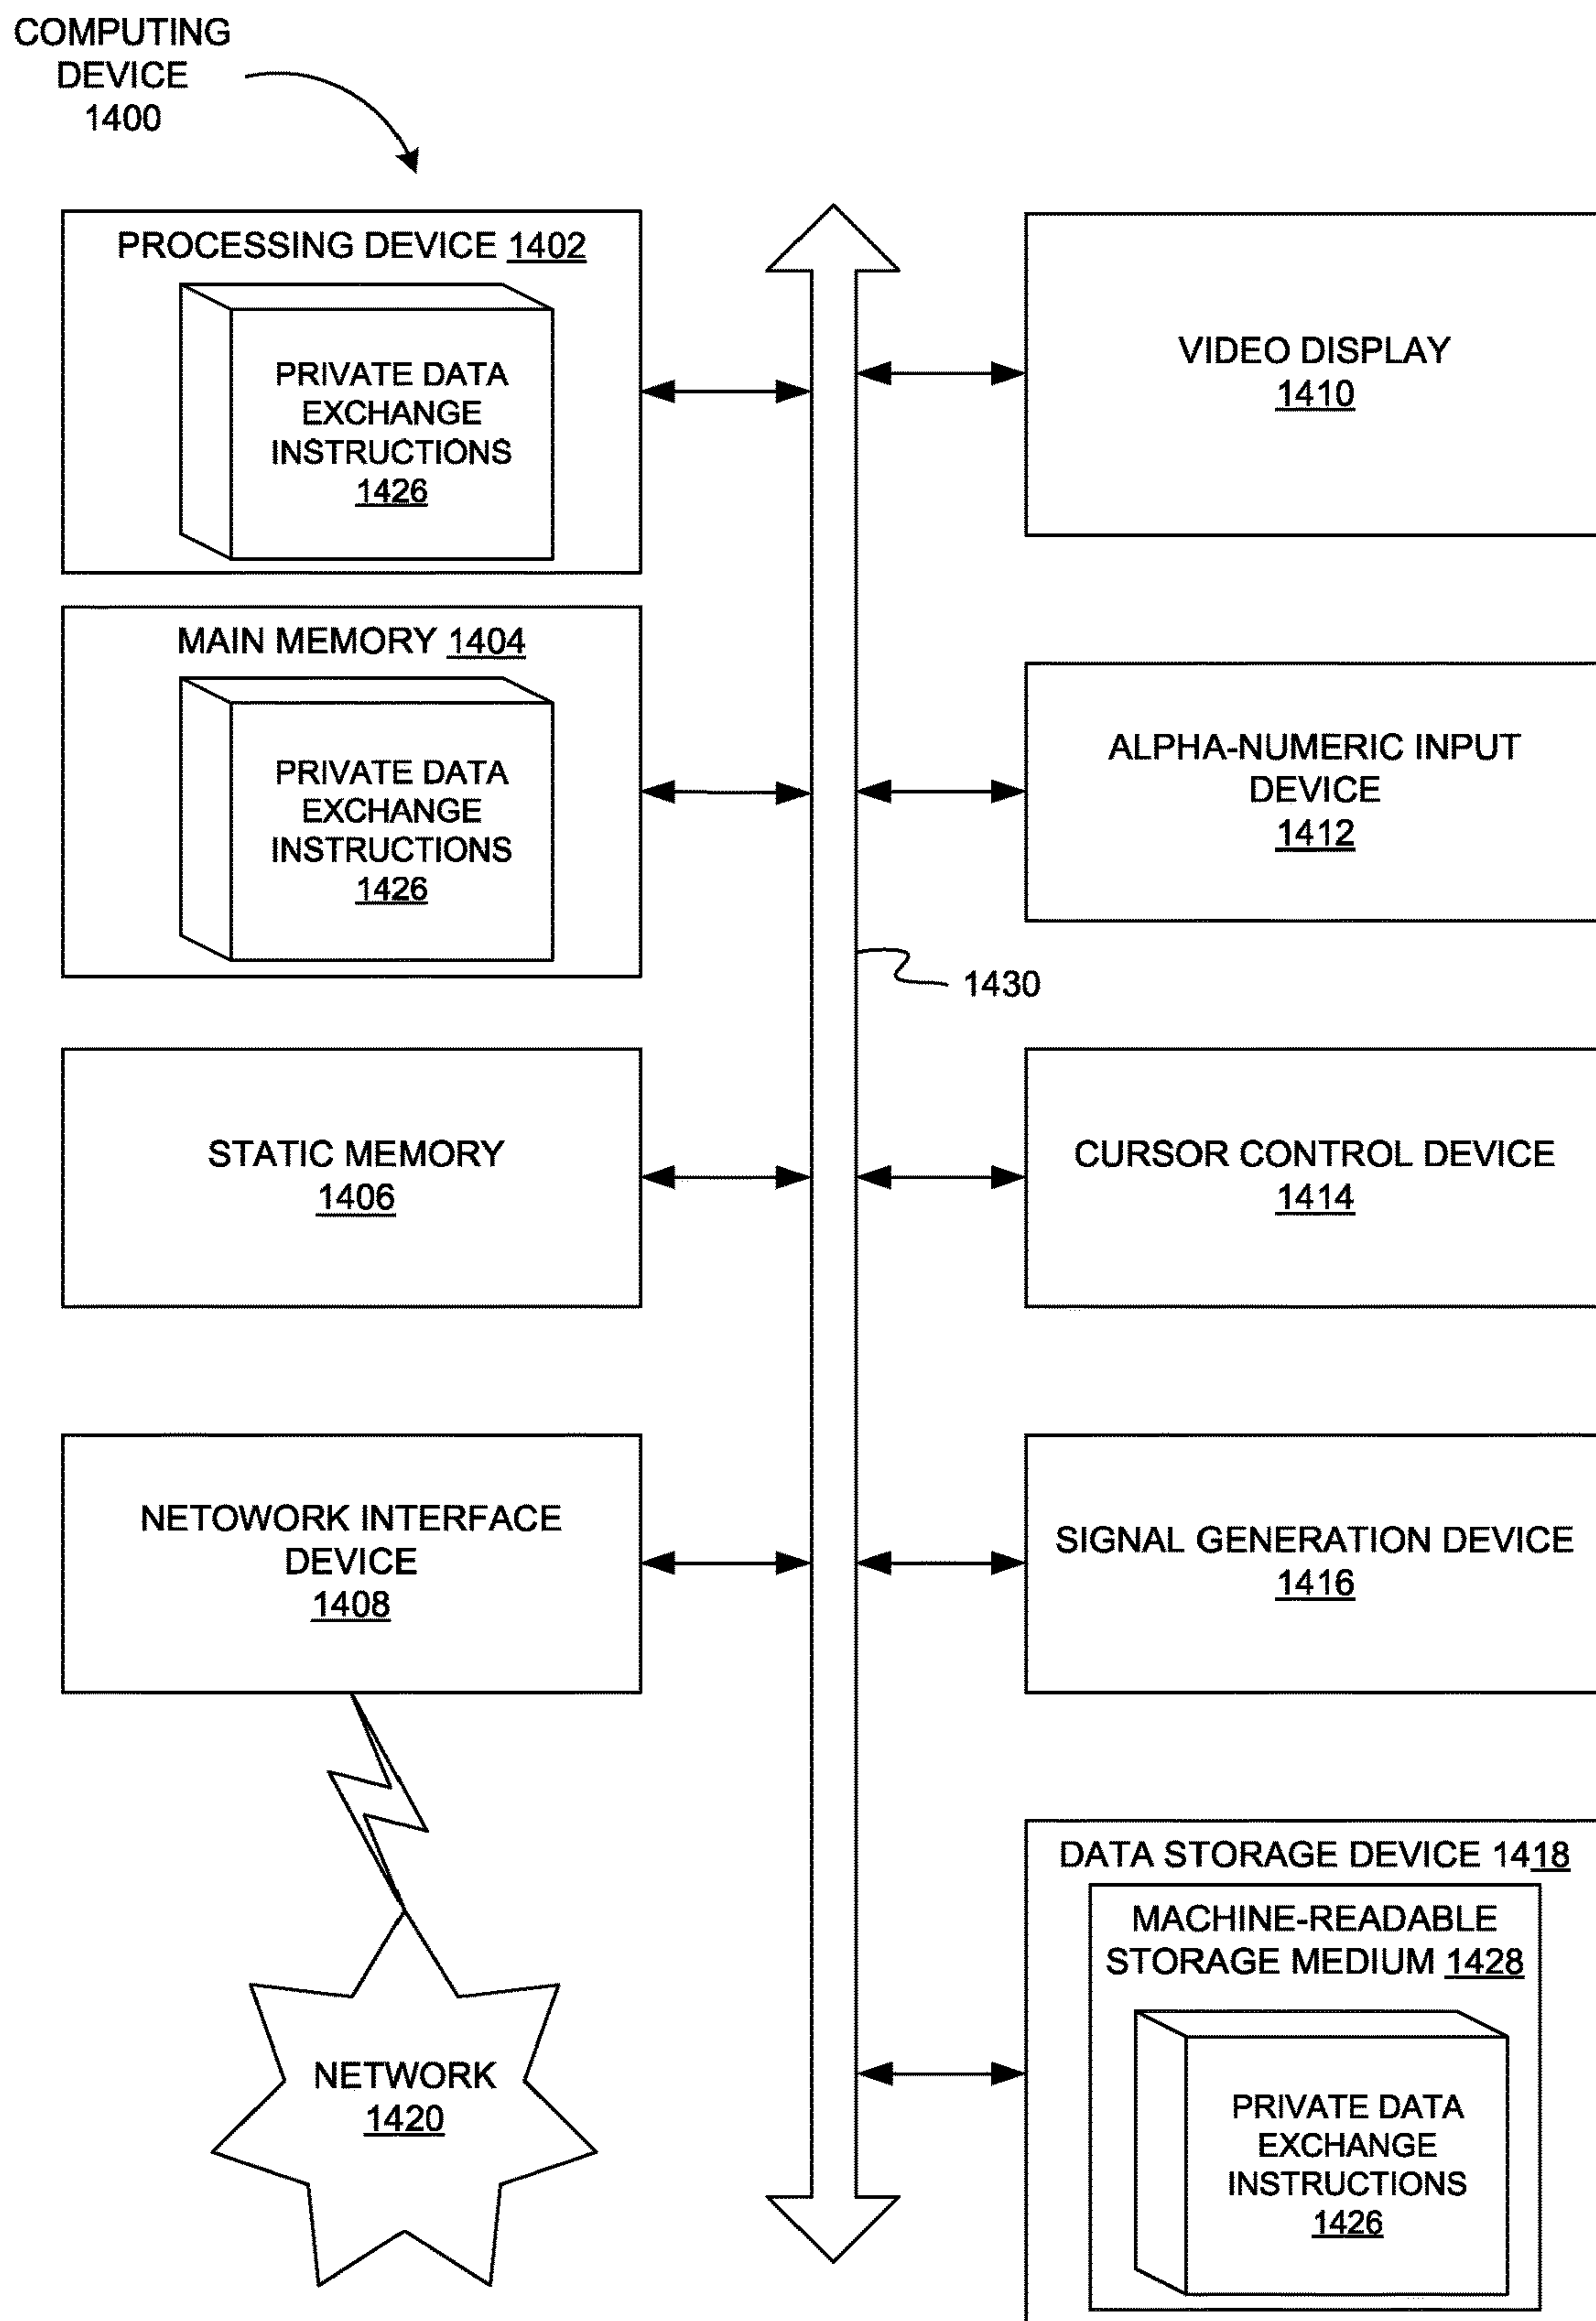 COMPUTING
DEVICE
1400
PROCESSING DEVICE 1402
PRIVATE DATA
EXCHANGE
INSTRUCTIONS
1426
MAIN MEMORY 1404
PRIVATE DATA
EXCHANGE
INSTRUCTIONS
1426
STATIC MEMORY
1406
NETOWORK INTERFACE
DEVICE
1408
NETWORK
1420
1430
VIDEO DISPLAY
1410
ALPHA-NUMERIC INPUT
DEVICE
1412
CURSOR CONTROL DEVICE
1414
SIGNAL GENERATION DEVICE
1416
DATA STORAGE DEVICE 1418
MACHINE-READABLE
STORAGE MEDIUM 1428
PRIVATE DATA
EXCHANGE
INSTRUCTIONS
1426